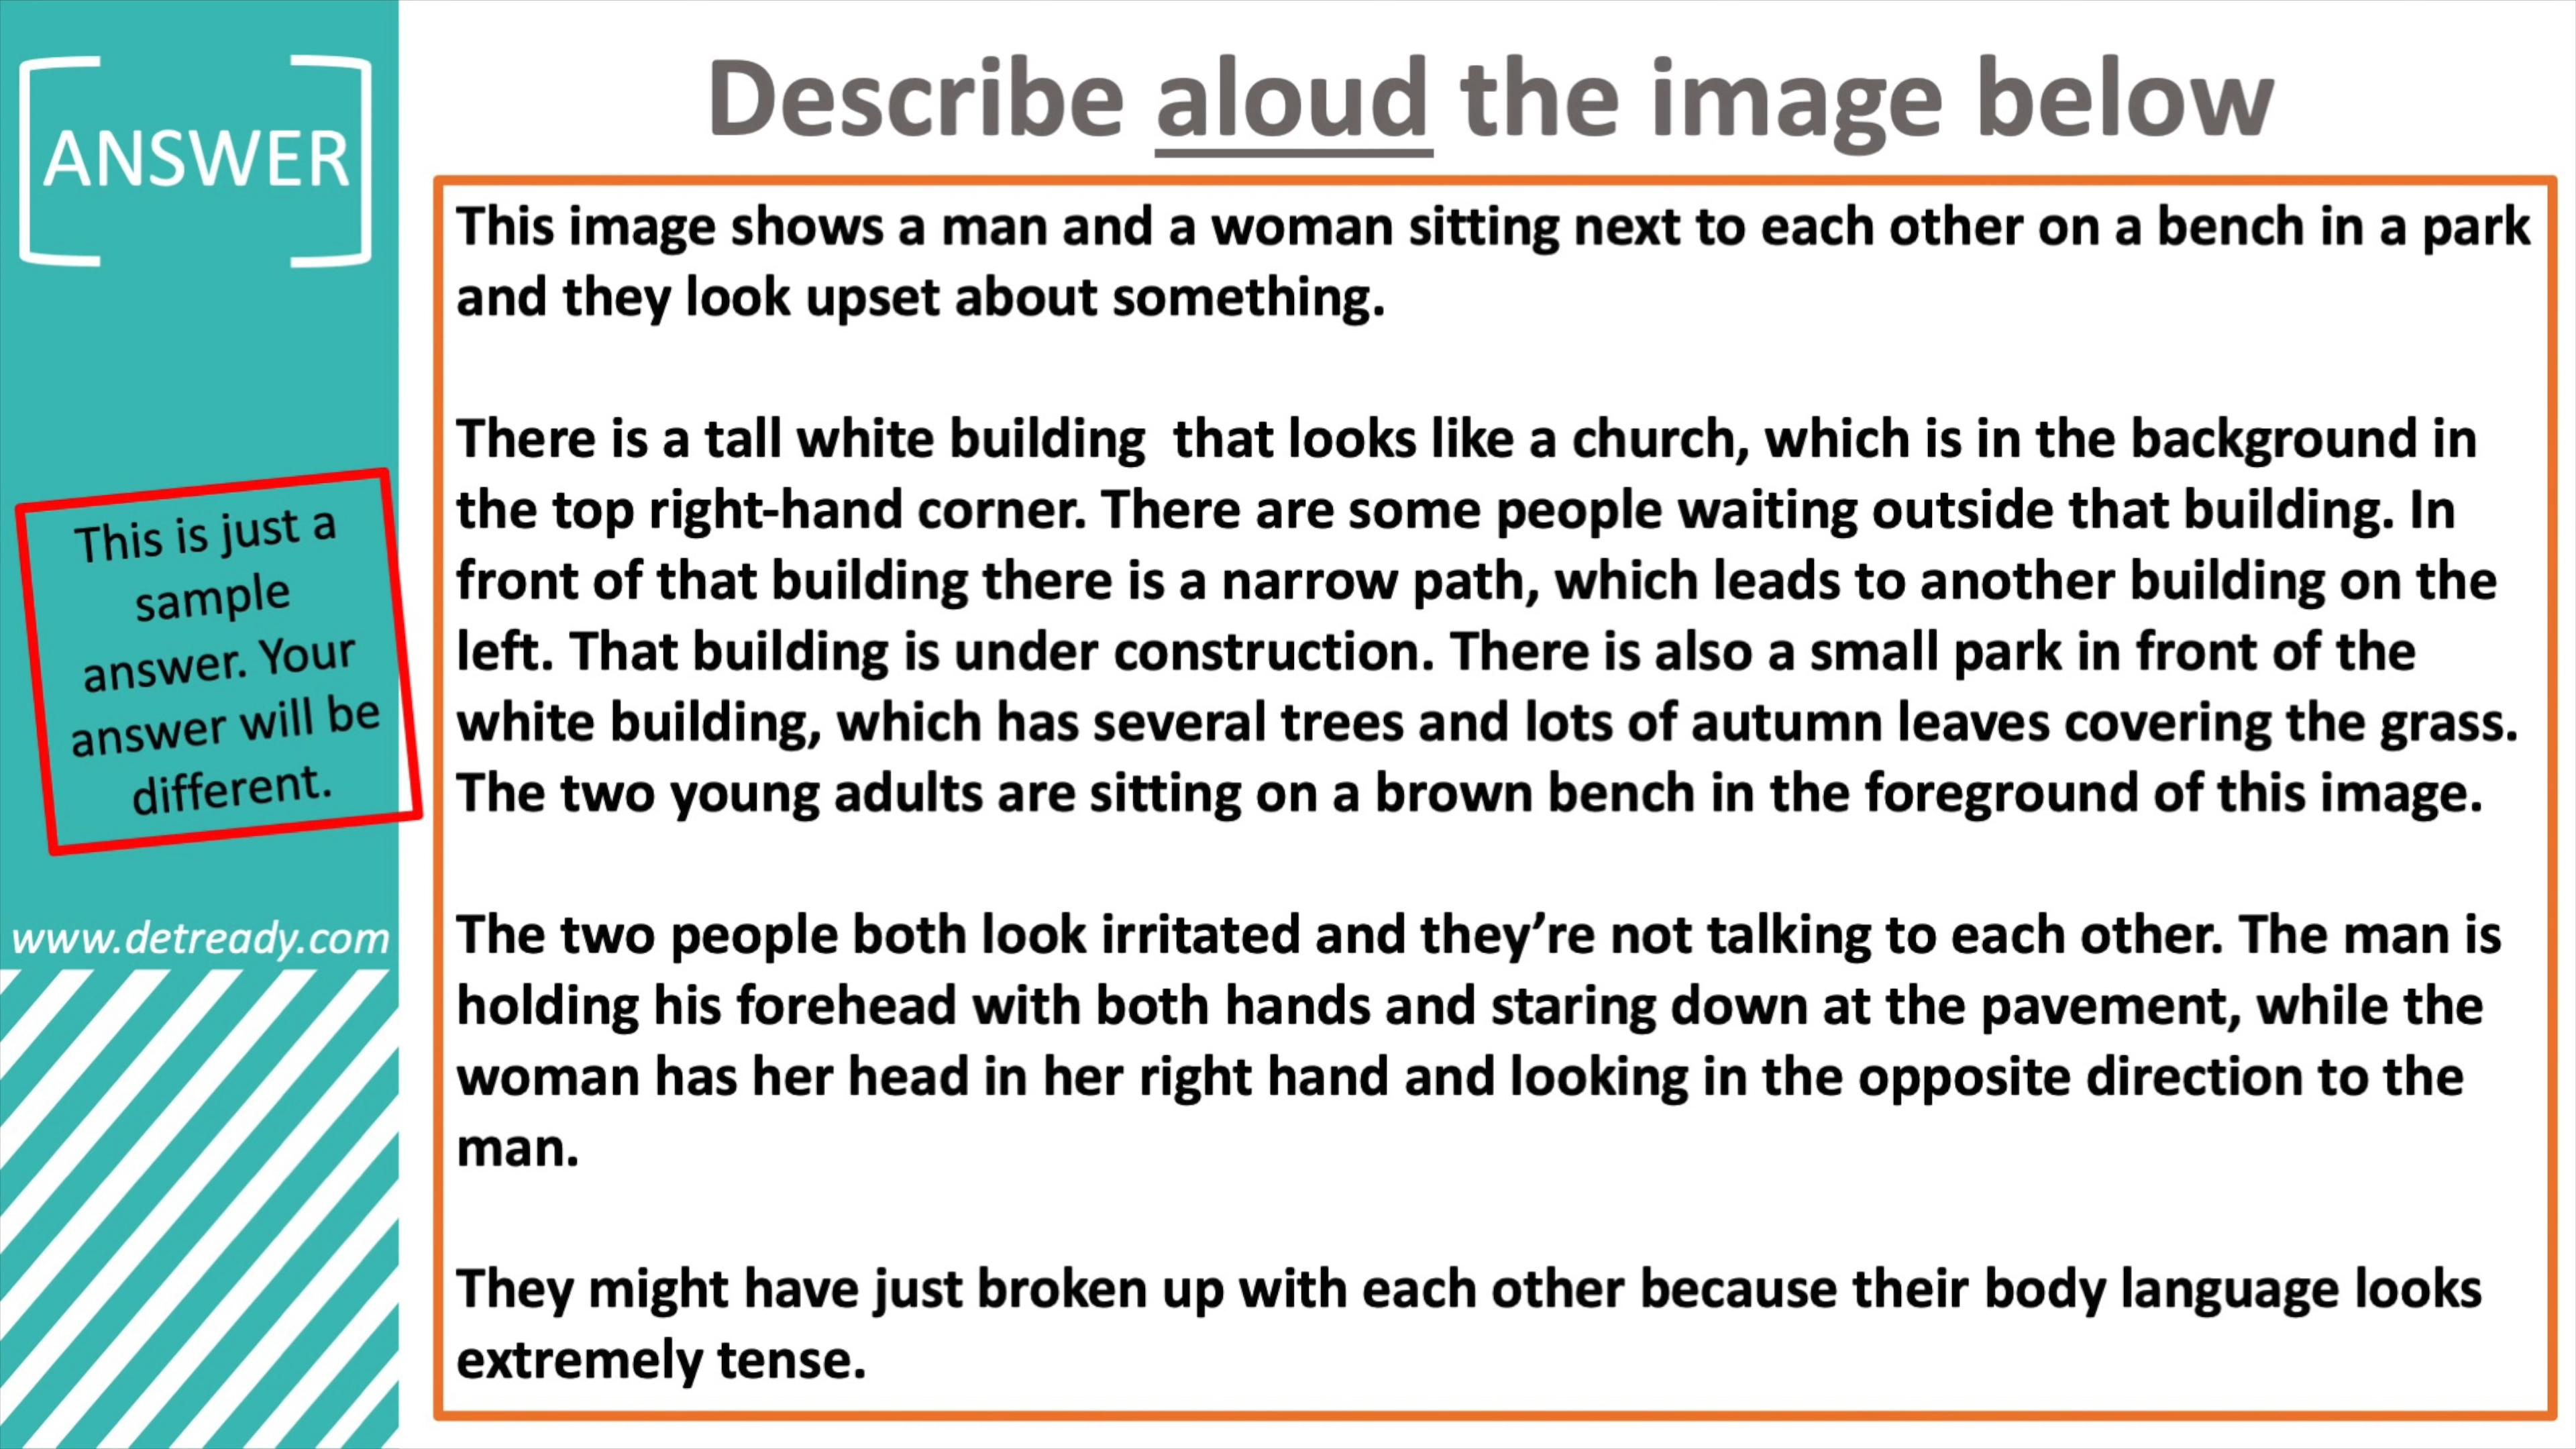 ANSWER
This is just a
sample
answer. Your
answer will be
different.
www.detready.com
Describe aloud the image below
This image shows a man and a woman sitting next to each other on a bench in a park
and they look upset about something.
There is a tall white building  that looks like a church, which is in the background in
the top right-hand corner. There are some people waiting outside that building. In
front of that building there is a narrow path, which leads to another building on the
left. That building is under construction. There is also a small park in front of the
white building, which has several trees and lots of autumn leaves covering the grass.
The two young adults are sitting on a brown bench in the foreground of this image.
The two people both look irritated and they’re not talking to each other. The man is
holding his forehead with both hands and staring down at the pavement, while the
woman has her head in her right hand and looking in the opposite direction to the
man.
They might have just broken up with each other because their body language looks
extremely tense.